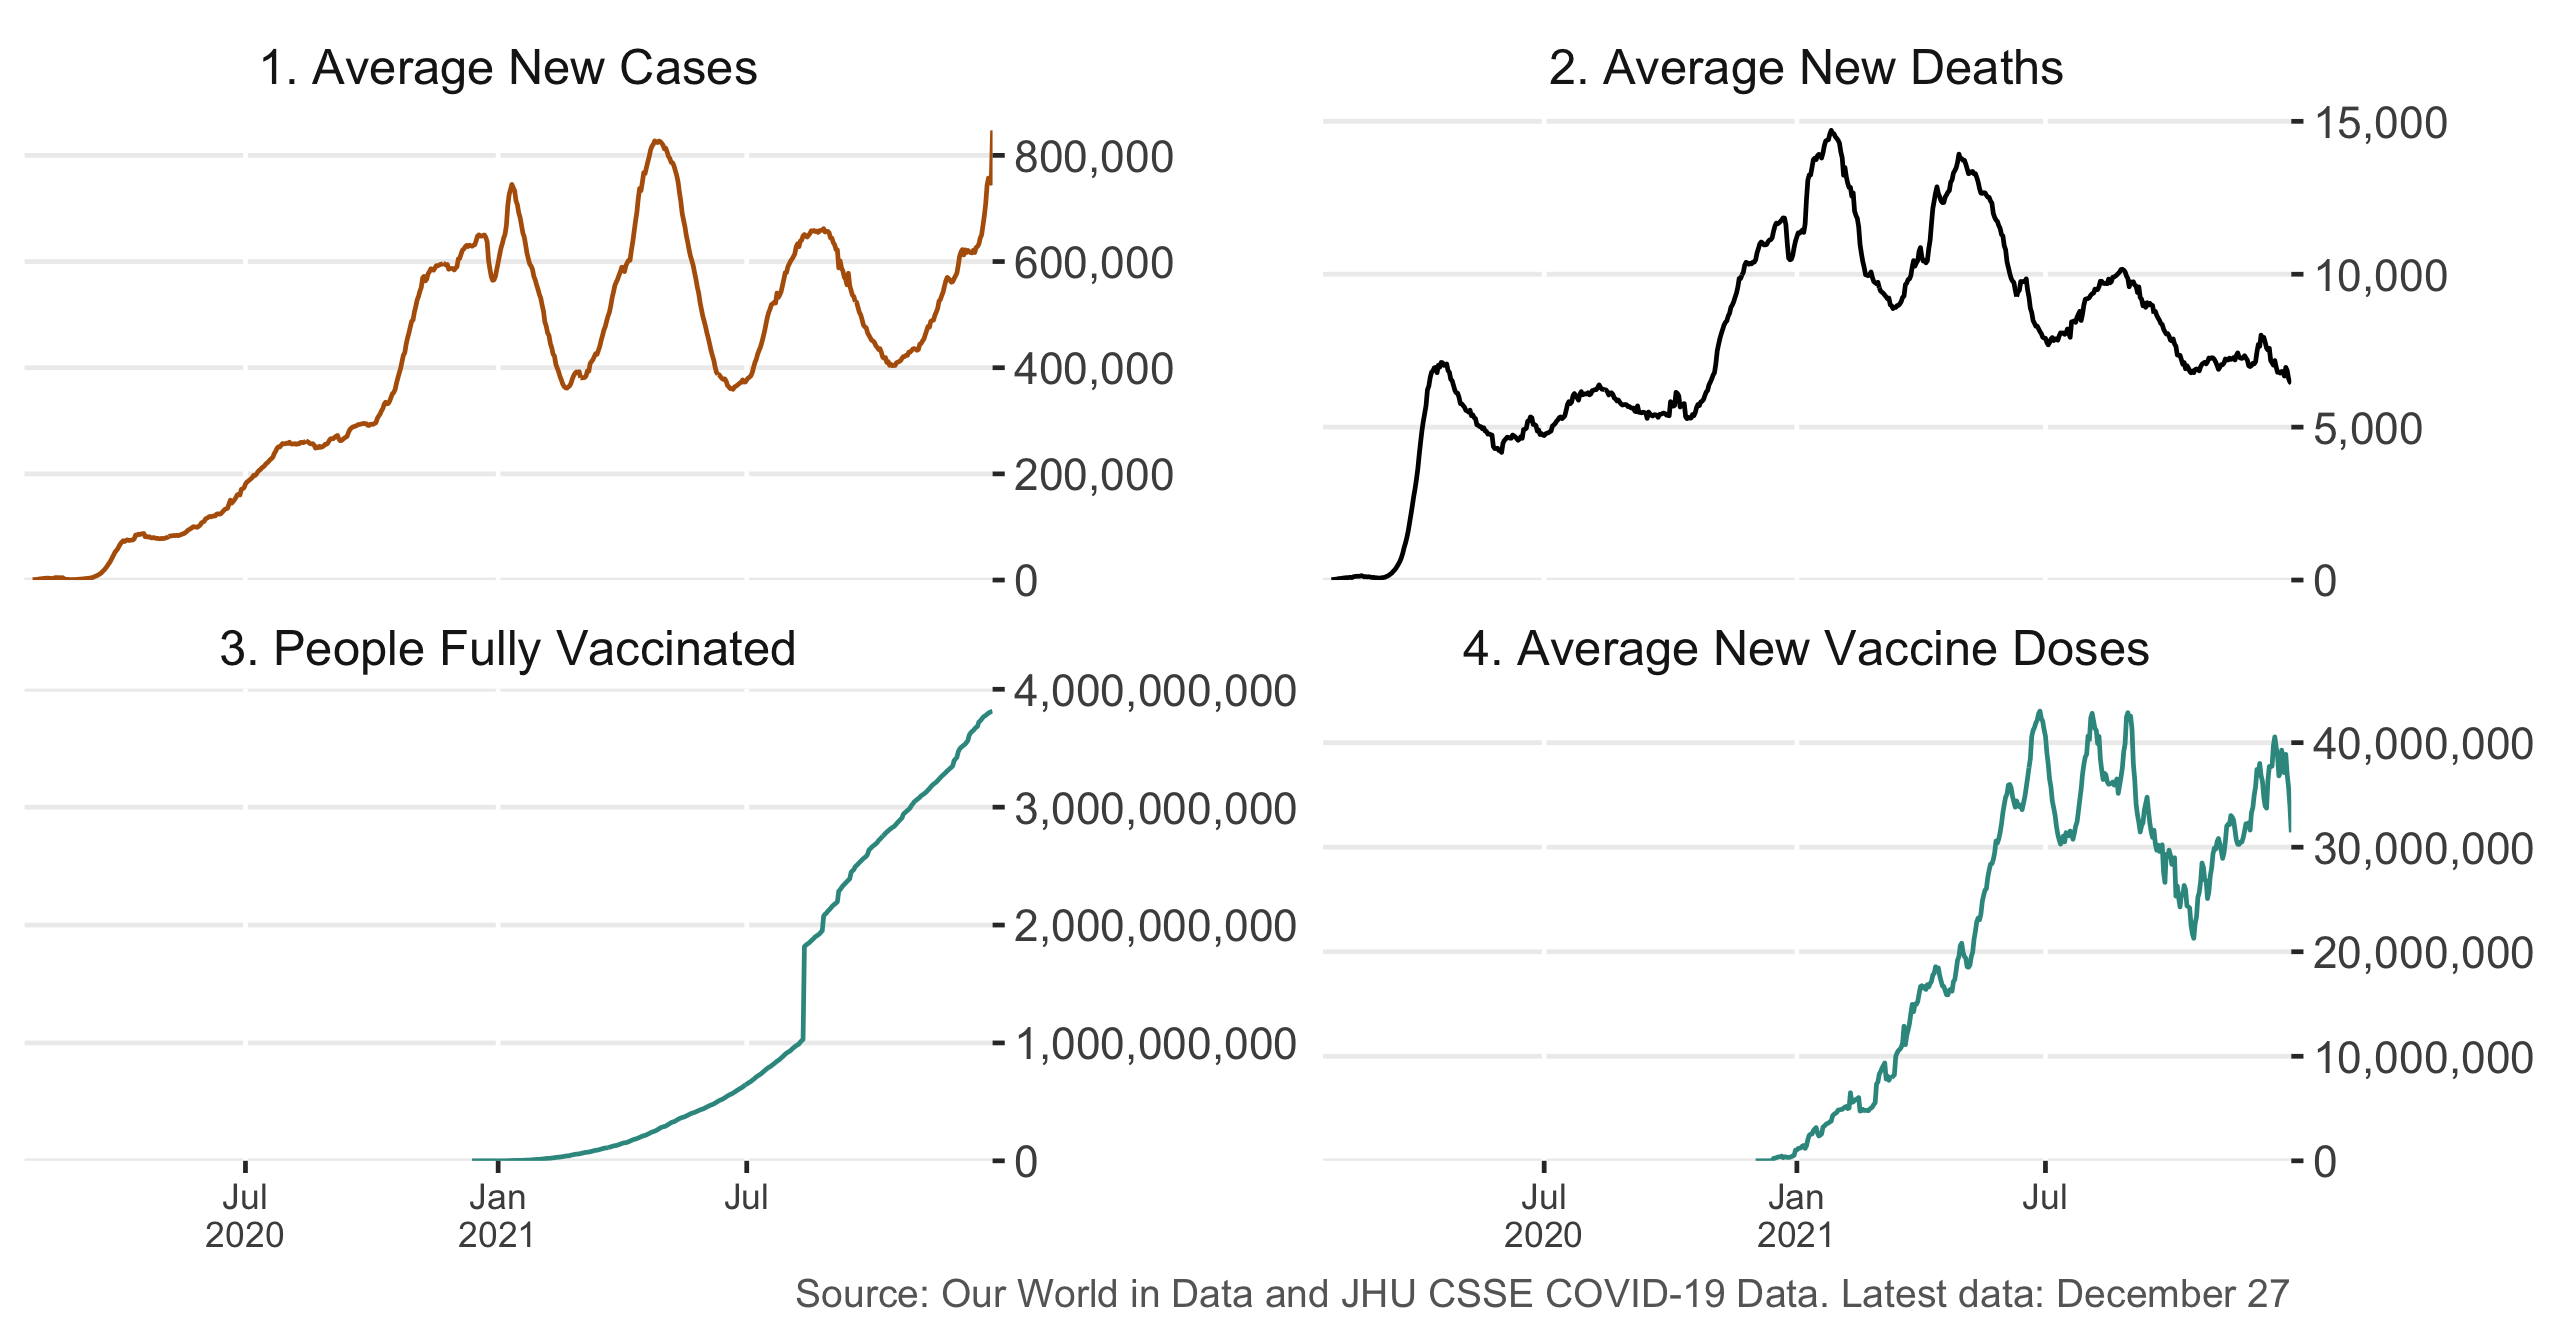 1. Average New Cases
800,000
600,000
400,000
200,000
0
2. Average New Deaths
15,000
10,000
5,000
0
3. People Fully Vaccinated
4,000,000,000
3,000,000,000
2,000,000,000
1,000,000,000
0
Jul
2020
Jan
2021
Jul
4. Average New Vaccine Doses
40,000,000
30,000,000
20,000,000
10,000,000
0
Jul
2020
Jan
2021
Jul
Source: Our World in Data and JHU CSSE COVID-19 Data. Latest data: December 27